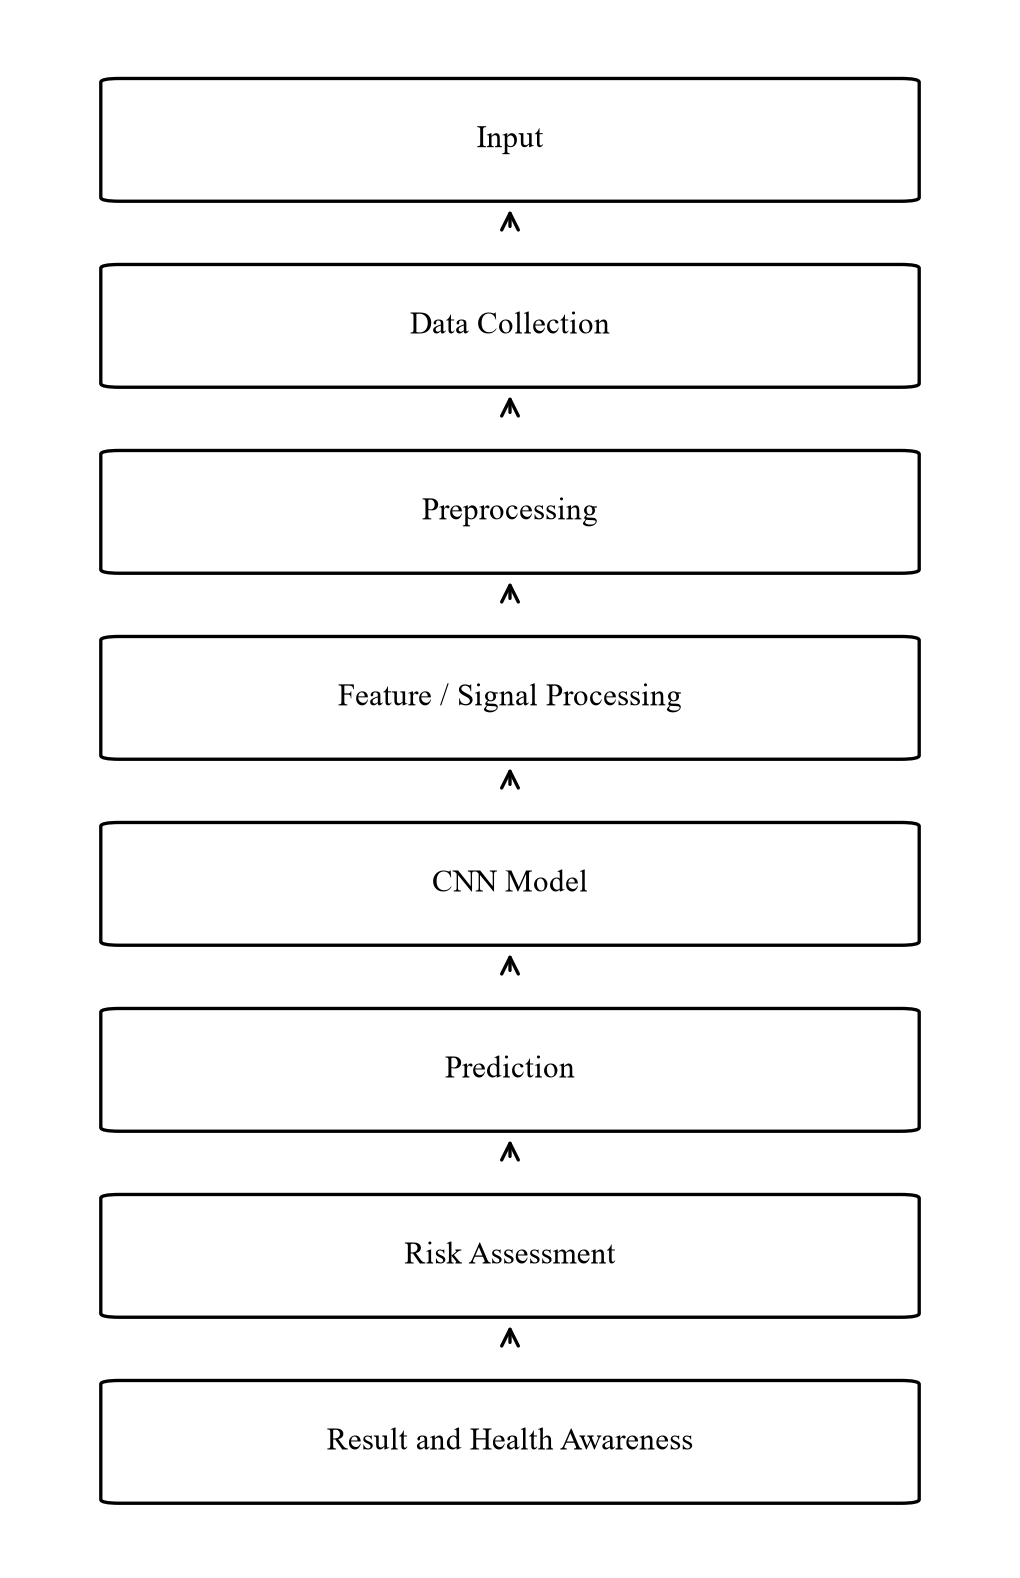 Input
Data Collection
Preprocessing
Feature / Signal Processing
CNN Model
Prediction
Risk Assessment
Result and Health Awareness